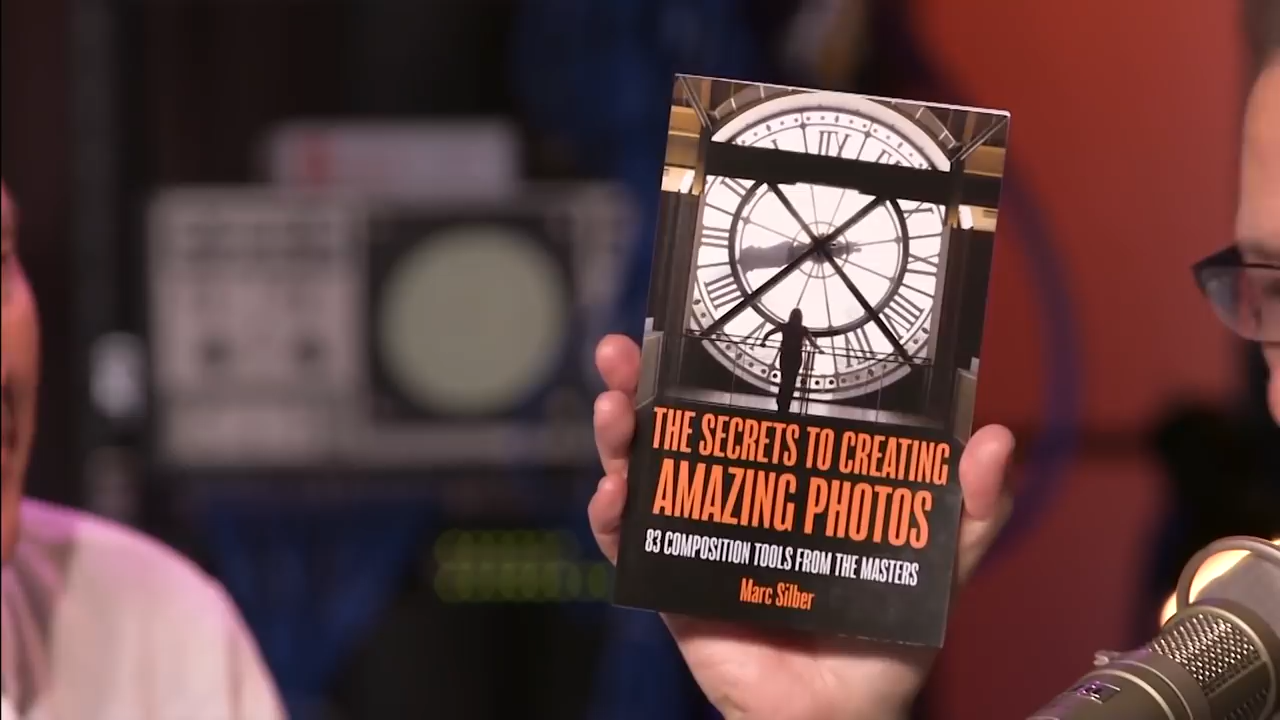 THE SECRETS TO CREATING
AMAZING PHOTOS
83 COMPOSITION TOOLS FROM THE MASTERS
Marc Silber